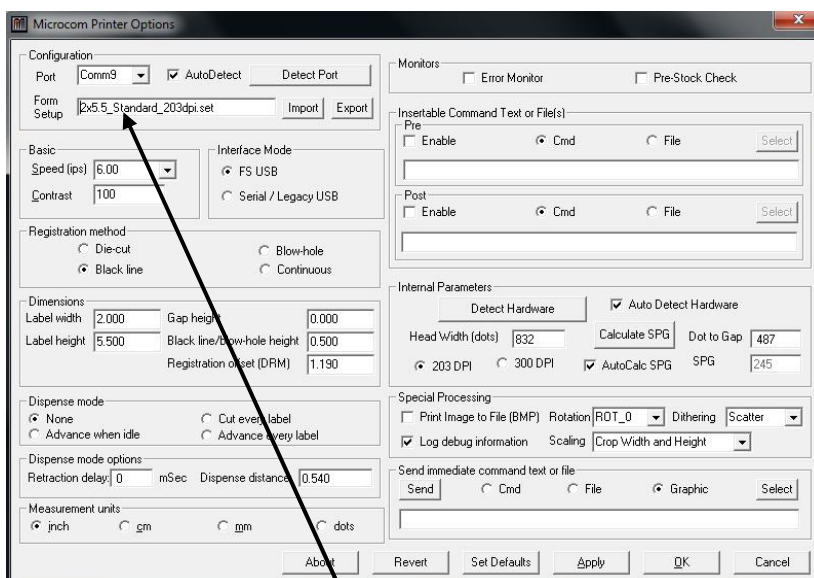 Microcom Printer Options
Configuration
Port Comm9 AutoDetect Detect Port
Form Setup 2x5.5_Standard_203dpi.set Import Export
Basic
Speed (ips) 6.00
Contrast 100
Interface Mode
FS USB
Serial / Legacy USB
Registration method
Die-cut Blow-hole
Black line Continuous
Dimensions
Label width 2.000 Gap height 0.000
Label height 5.500 Black line/blow-hole height 0.500
Registration offset (DRM) 1.190
Dispense mode
None Cut every label
Advance when idle Advance every label
Dispense mode options
Retraction delay: 0 mSec Dispense distance 0.540
Measurement units
inch cm mm dots
Monitors
Error Monitor Pre-Stock Check
Insertable Command Text or File(s)
Pre
Enable Cmd File Select
Post
Enable Cmd File Select
Internal Parameters
Detect Hardware Auto Detect Hardware
Head Width (dots) 832 Calculate SPG Dot to Gap 487
203 DPI 300 DPI AutoCalc SPG SPG 245
Special Processing
Print Image to File (BMP) Rotation ROT_0 Dithering Scatter
Log debug information Scaling Crop Width and Height
Send immediate command text or file
Send Cmd File Graphic Select
About Revert Set Defaults Apply OK Cancel